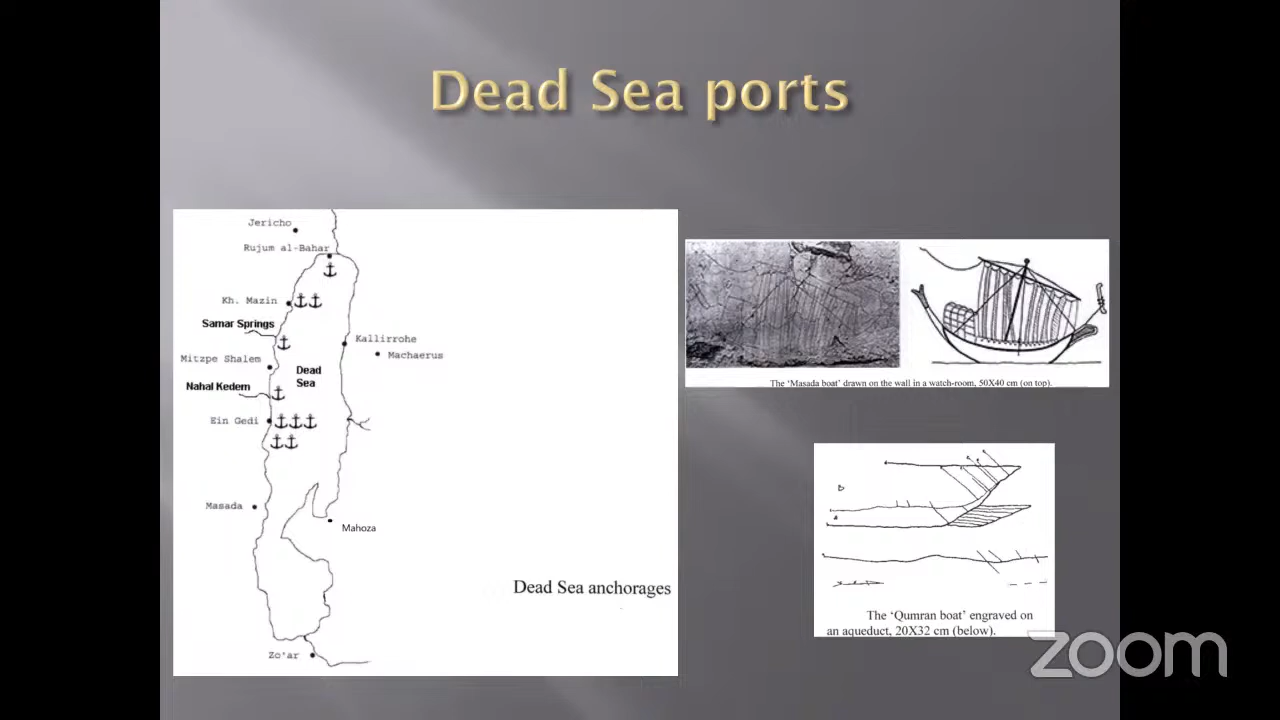 Dead Sea ports
Jericho
Rujum al-Bahar
Kh. Mazin
Samar Springs
Kallirrohe
Machaerus
Mitzpe Shalem
Dead
Sea
Nahal Kedem
Ein Gedi
Masada
Mahoza
Dead Sea anchorages
Zo'ar
The 'Masada boat' drawn on the wall in a watch-room, 50X40 cm (on top).
B
A
The 'Qumran boat' engraved on
an aqueduct, 20X32 cm (below).
zoom